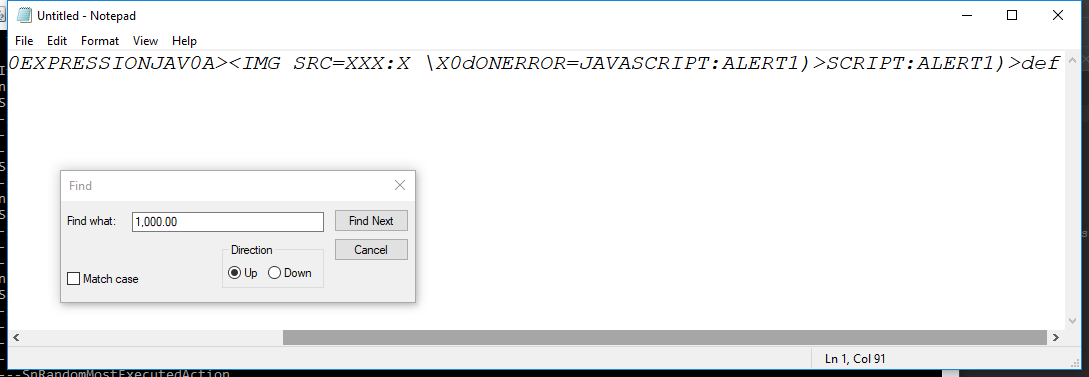 Untitled - Notepad
File Edit Format View Help
0EXPRESSIONJAV0A><IMG SRC=XXX:X \X0dONERROR=JAVASCRIPT:ALERT1)>SCRIPT:ALERT1)>def
Find
Find what: 1,000.00 Find Next
Direction Cancel
Up Down
Match case
Ln 1, Col 91
---SnRandomMostExecutedAction